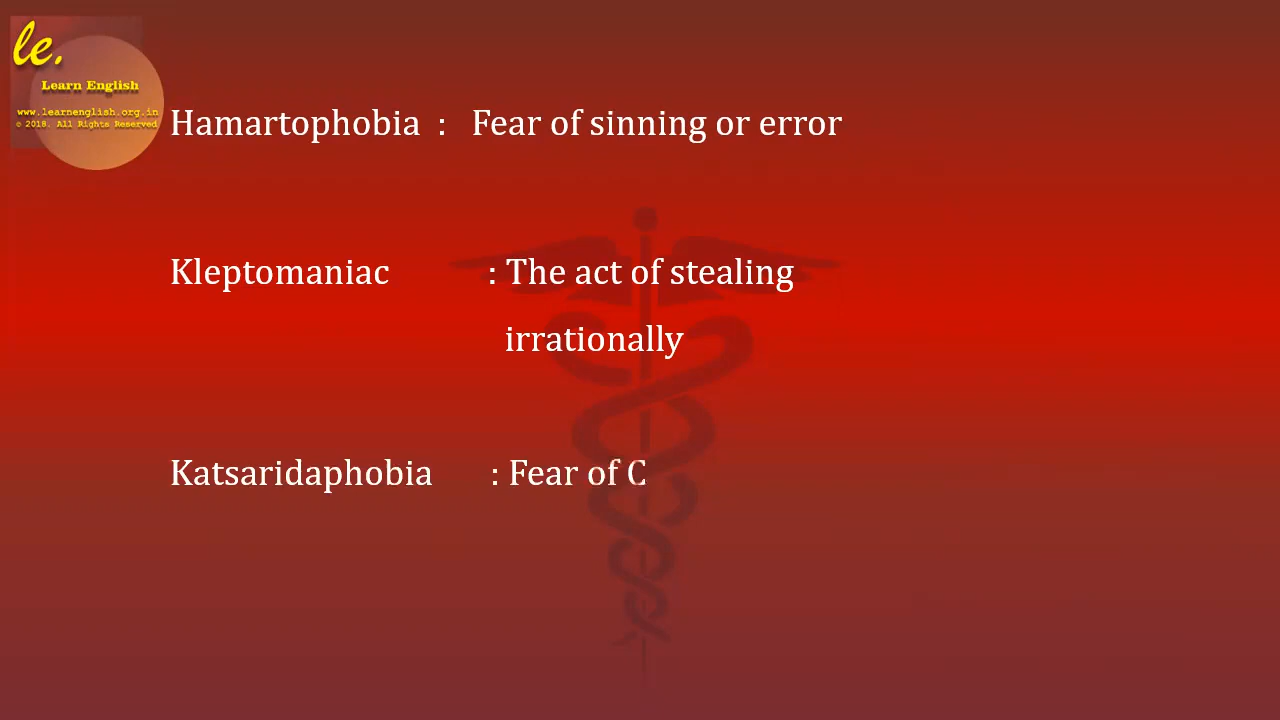 le.
Learn English
www.learnenglish.org.in
© 2018. All Rights Reserved
Hamartophobia : Fear of sinning or error
Kleptomaniac : The act of stealing
irrationally
Katsaridaphobia : Fear of C